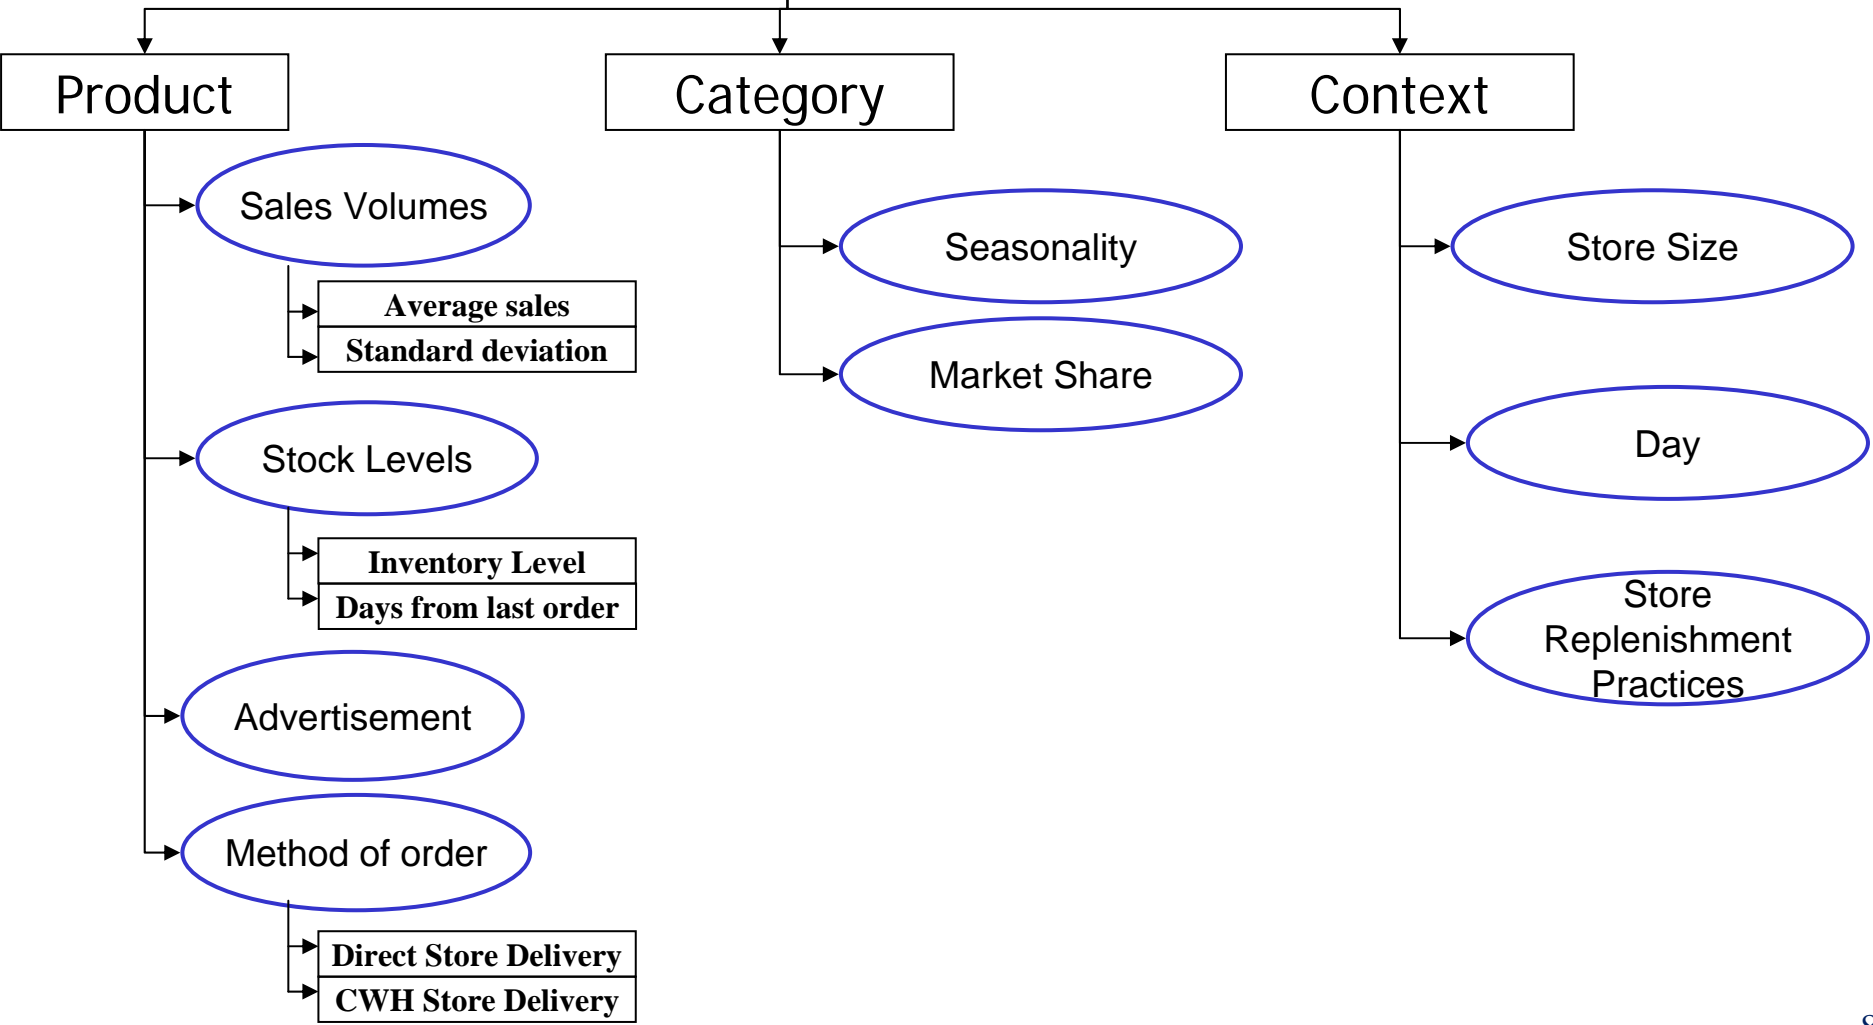 Product
Category
Context
Sales Volumes
Average sales
Standard deviation
Stock Levels
Inventory Level
Days from last order
Advertisement
Method of order
Direct Store Delivery
CWH Store Delivery
Seasonality
Market Share
Store Size
Day
Store
Replenishment
Practices